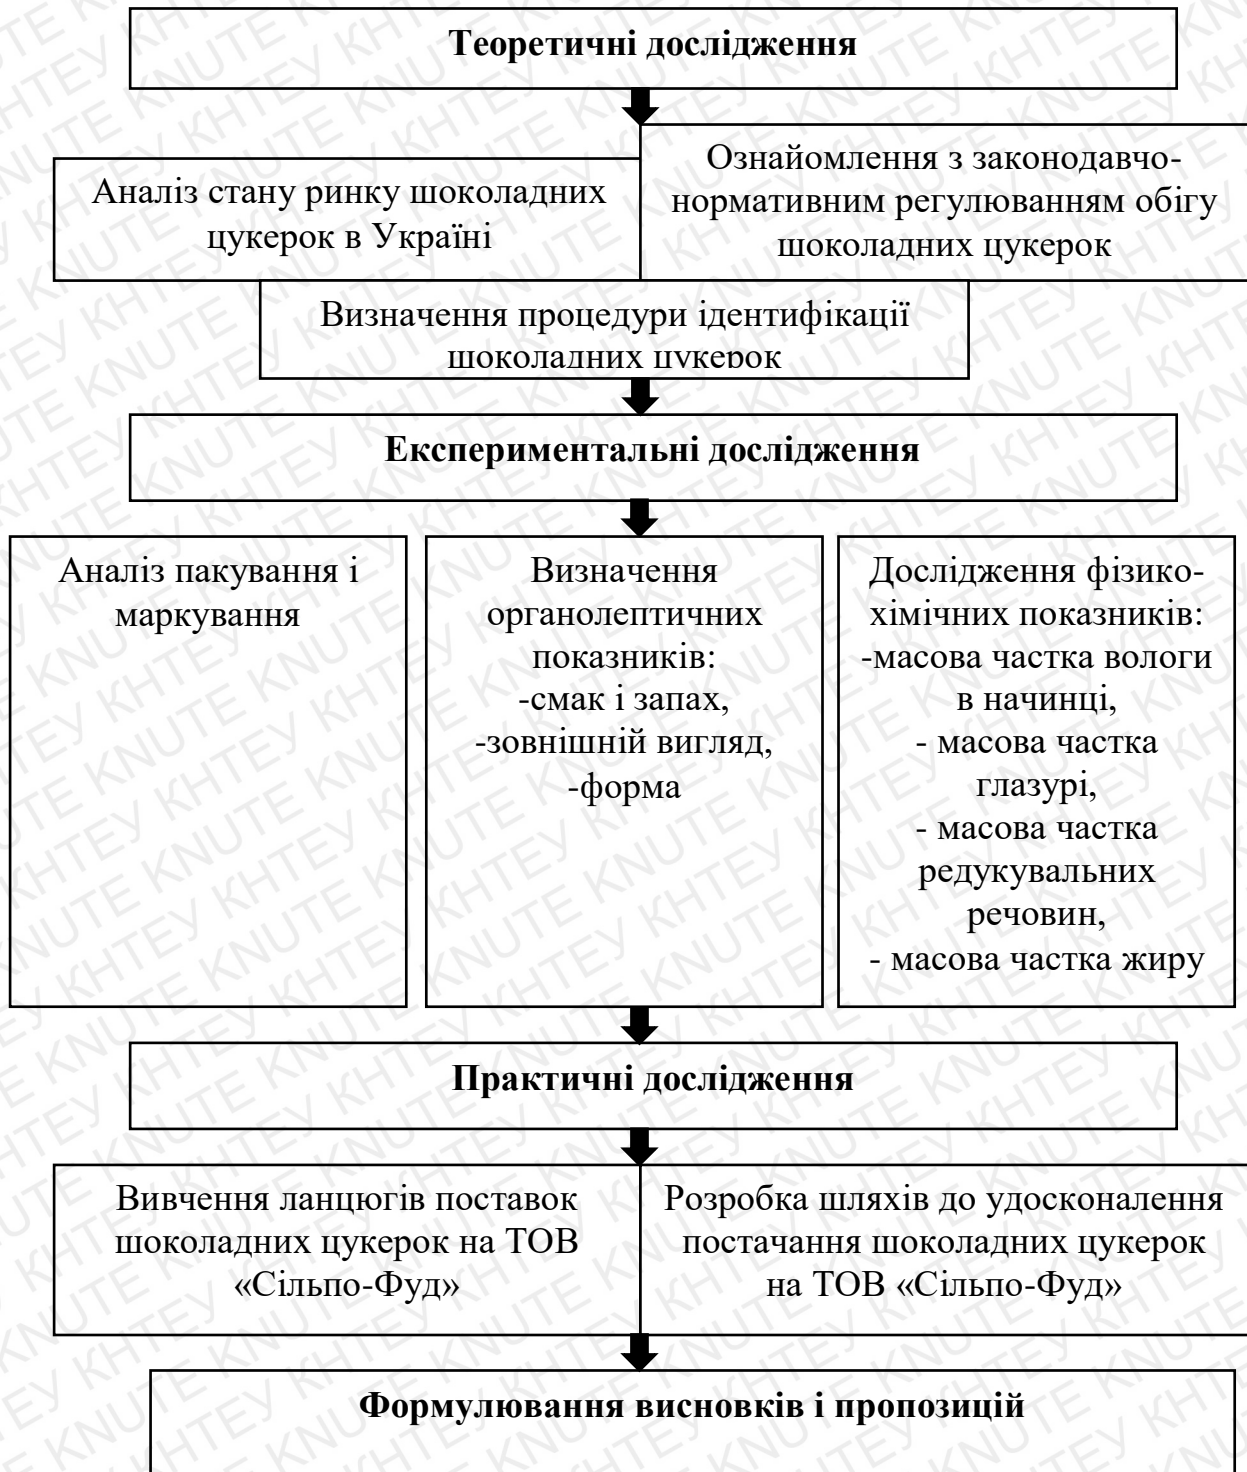 Теоретичні дослідження
Аналіз стану ринку шоколадних
цукерок в Україні
Ознайомлення з законодавчо-
нормативним регулюванням обігу
шоколадних цукерок
Визначення процедури ідентифікації
шоколадних цукерок
Експериментальні дослідження
Аналіз пакування і
маркування
Визначення
органолептичних
показників:
-смак і запах,
-зовнішній вигляд,
-форма
Дослідження фізико-
хімічних показників:
-масова частка вологи
в начинці,
- масова частка
глазурі,
- масова частка
редукувальних
речовин,
- масова частка жиру
Практичні дослідження
Вивчення ланцюгів поставок
шоколадних цукерок на ТОВ
«Сільпо-Фуд»
Розробка шляхів до удосконалення
постачання шоколадних цукерок
на ТОВ «Сільпо-Фуд»
Формулювання висновків і пропозицій